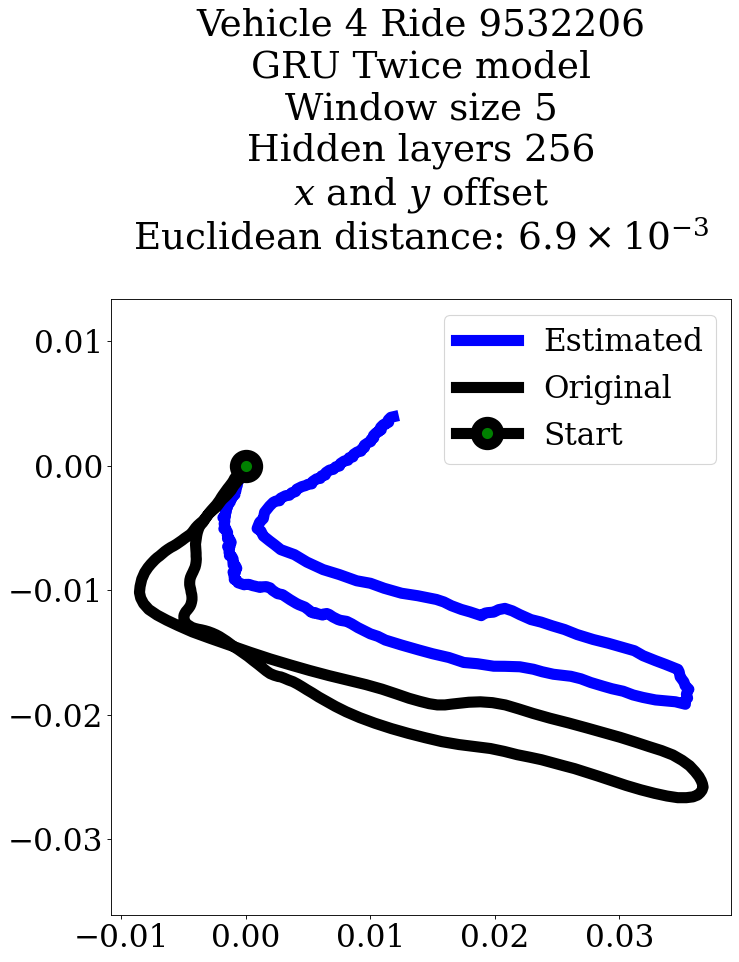 Vehicle 4 Ride 9532206
GRU Twice model
Window size 5
Hidden layers 256
x and y offset
Euclidean distance: 6.9 × 10⁻³
Estimated
Original
Start
0.01
0.00
−0.01
−0.02
−0.03
−0.01 0.00 0.01 0.02 0.03